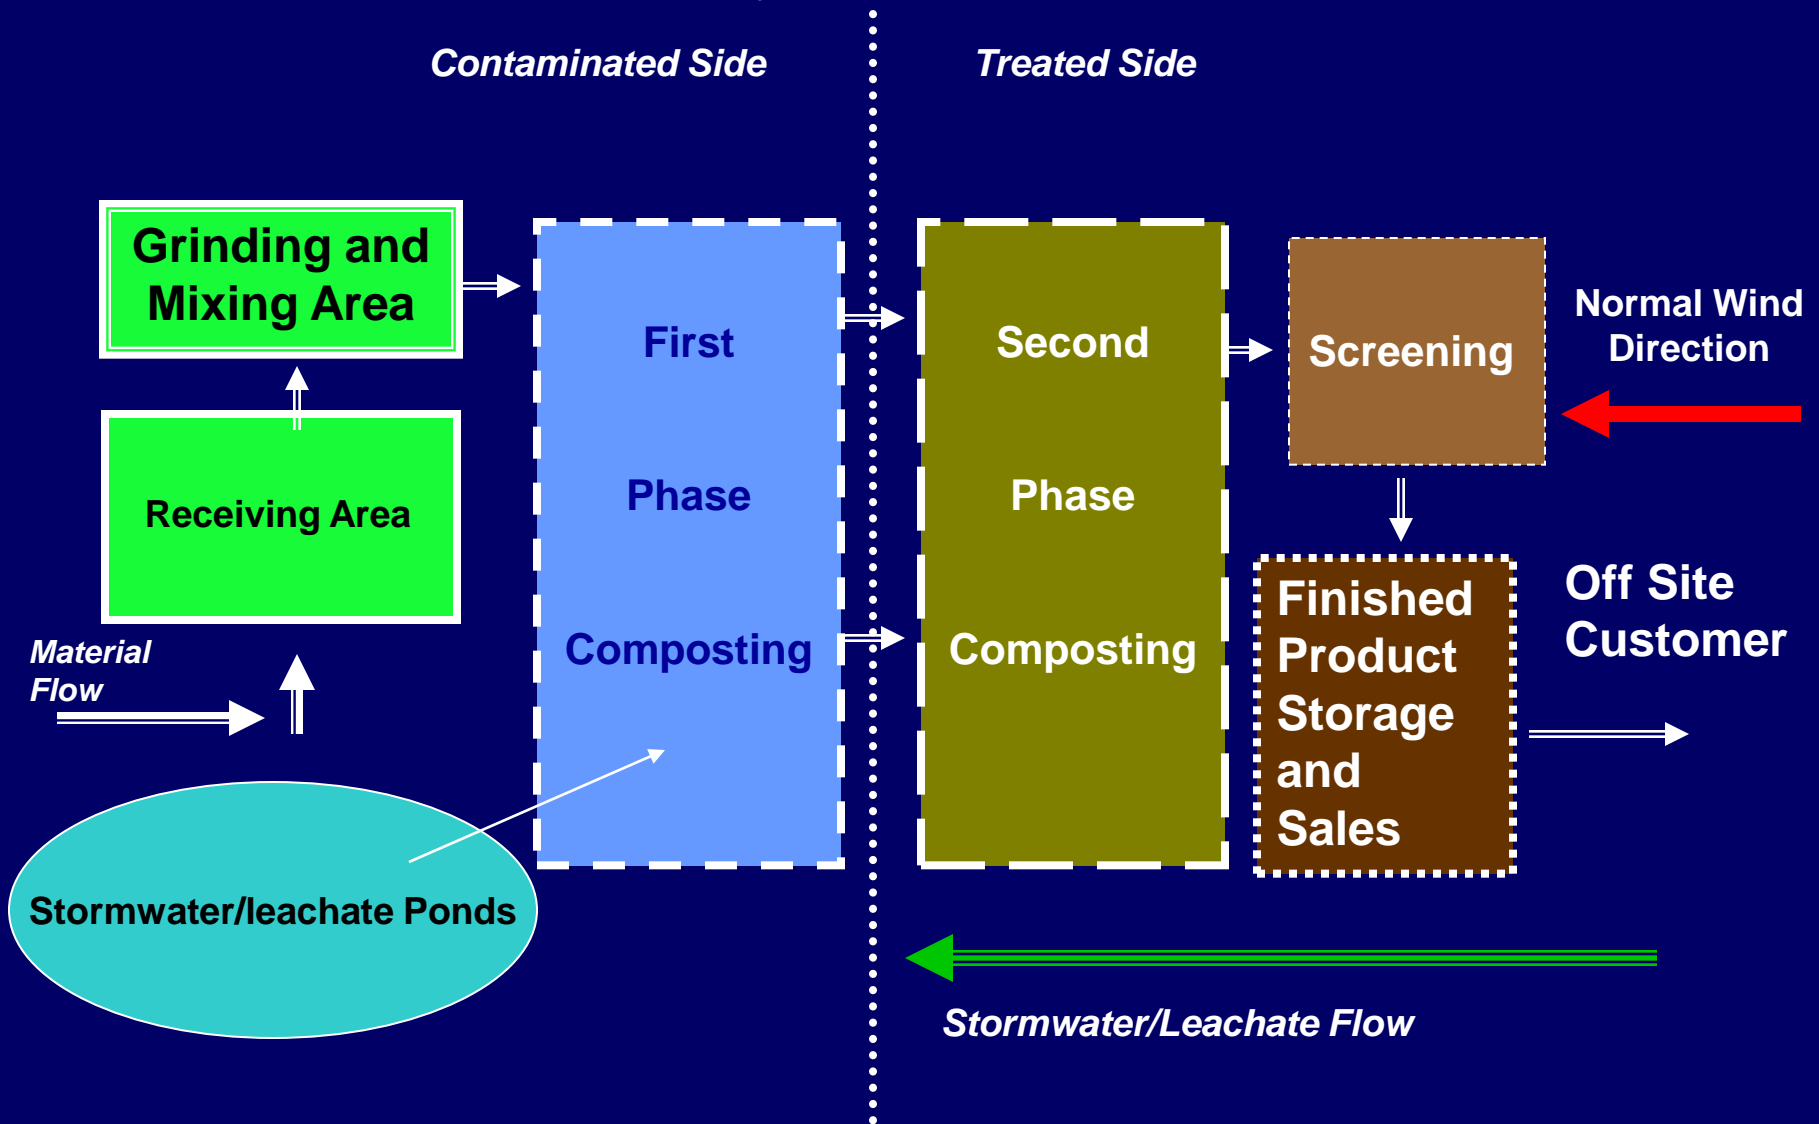 Contaminated Side
Treated Side
Grinding and
Mixing Area
Receiving Area
Material
Flow
Stormwater/leachate Ponds
First
Phase
Composting
Second
Phase
Composting
Screening
Normal Wind
Direction
Finished
Product
Storage
and
Sales
Off Site
Customer
Stormwater/Leachate Flow